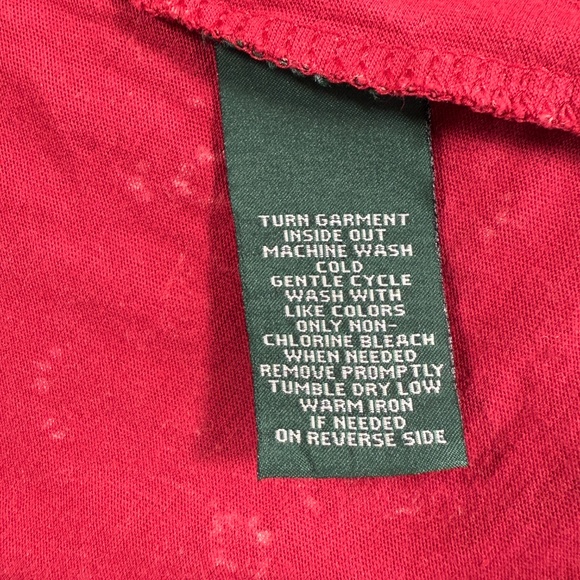 TURN GARMENT
INSIDE OUT
MACHINE WASH
COLD
GENTLE CYCLE
WASH WITH
LIKE COLORS
ONLY NON-
CHLORINE BLEACH
WHEN NEEDED
REMOVE PROMPTLY
TUMBLE DRY LOW
WARM IRON
IF NEEDED
ON REVERSE SIDE